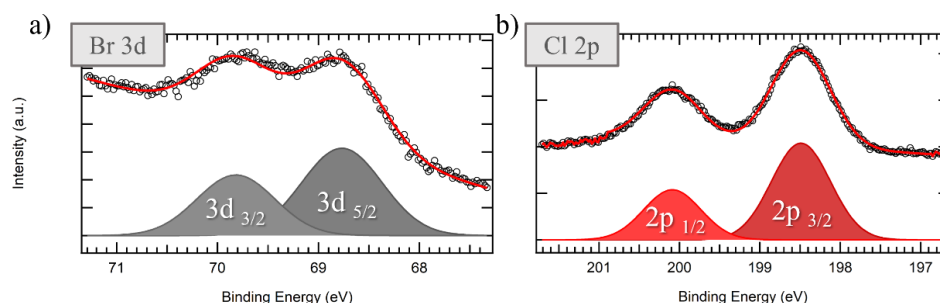 a)
Br 3d
Intensity (a.u.)
3d 3/2
3d 5/2
71
70
69
68
Binding Energy (eV)
b)
Cl 2p
2p 1/2
2p 3/2
201
200
199
198
197
Binding Energy (eV)